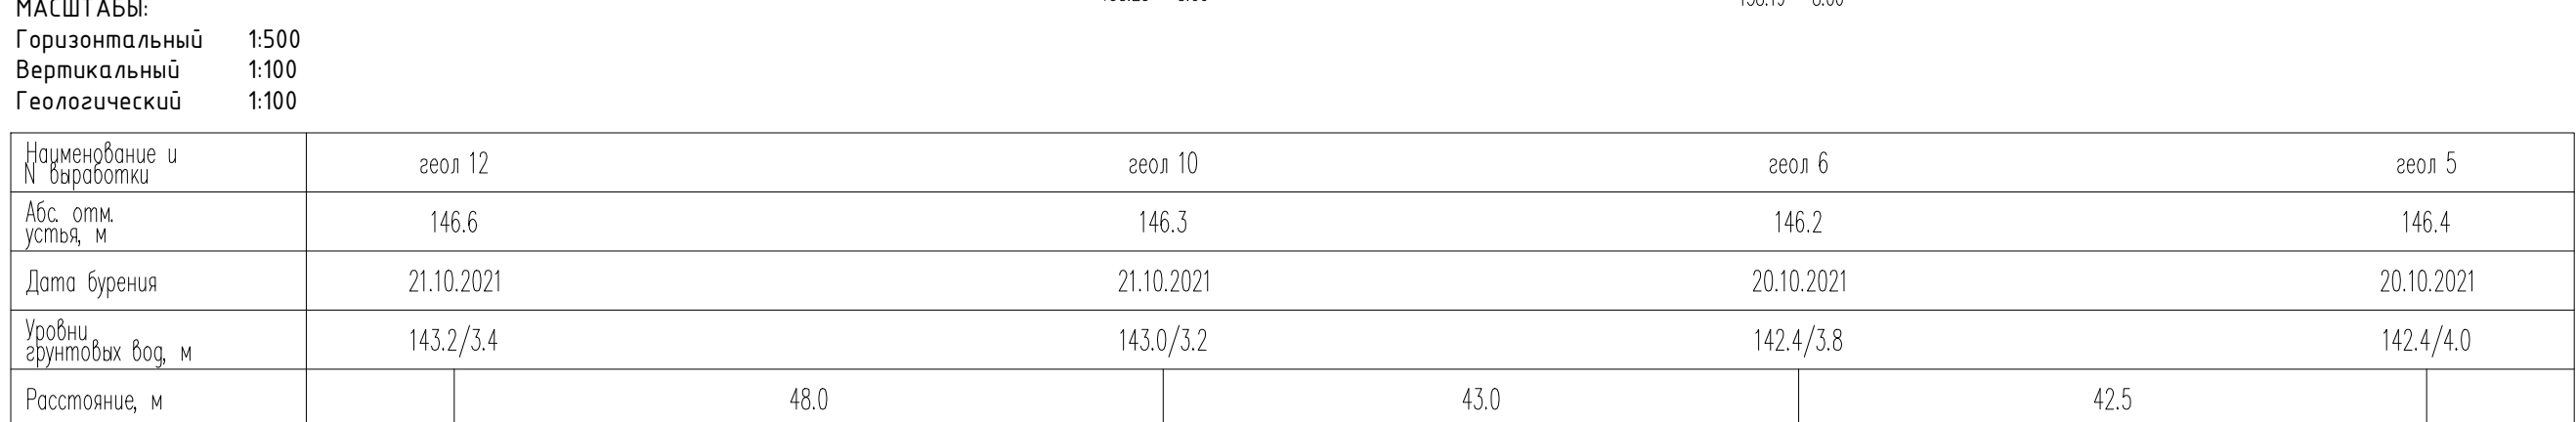 МАСШТАБЫ:
Горизонтальный 1:500
Вертикальный 1:100
Геологический 1:100
Наименование и
N выработки
геол 12 геол 10 геол 6 геол 5
Абс. отм.
устья, м
146.6 146.3 146.2 146.4
Дата бурения 21.10.2021 21.10.2021 20.10.2021 20.10.2021
Уровни
грунтовых вод, м
143.2/3.4 143.0/3.2 142.4/3.8 142.4/4.0
Расстояние, м 48.0 43.0 42.5